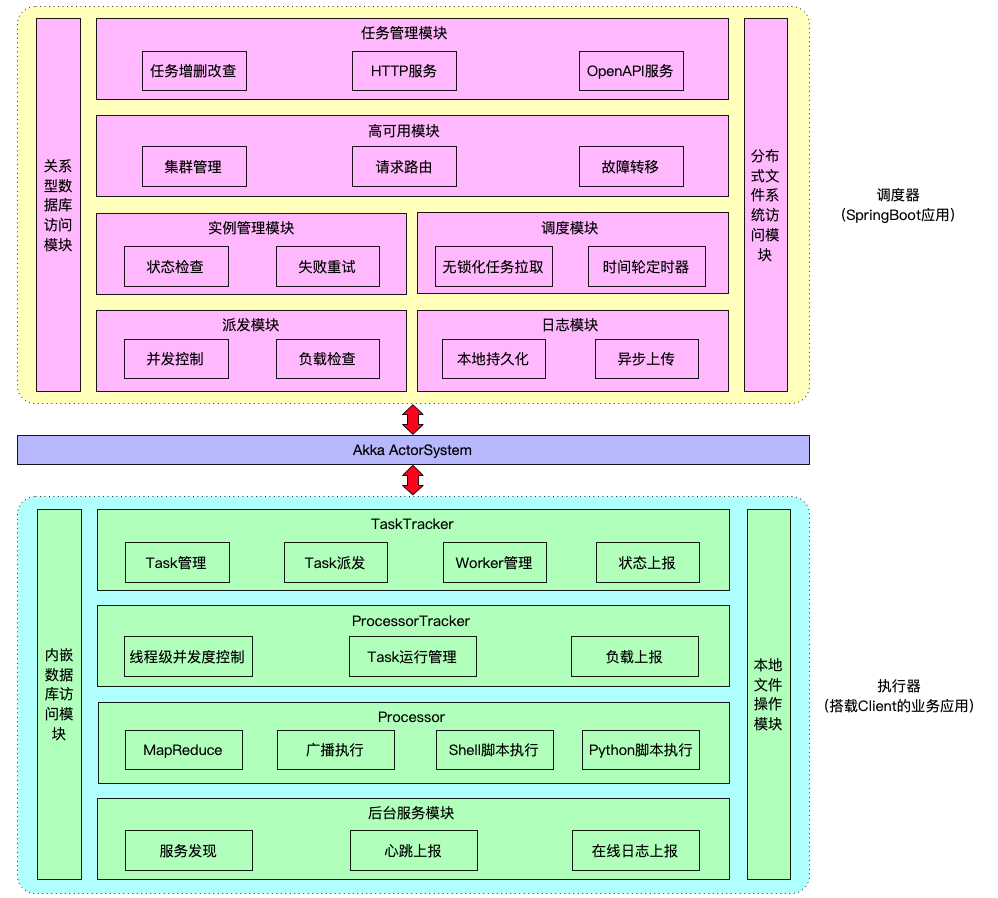 任务管理模块
任务增删改查
HTTP服务
OpenAPI服务
高可用模块
集群管理
请求路由
故障转移
实例管理模块
状态检查
失败重试
调度模块
无锁化任务拉取
时间轮定时器
派发模块
并发控制
负载检查
日志模块
本地持久化
异步上传
关系
型数
据库
访问
模块
分布
式文
件系
统访
问模
块
调度器
（SpringBoot应用）
Akka ActorSystem
TaskTracker
Task管理
Task派发
Worker管理
状态上报
ProcessorTracker
线程级并发度控制
Task运行管理
负载上报
Processor
MapReduce
广播执行
Shell脚本执行
Python脚本执行
后台服务模块
服务发现
心跳上报
在线日志上报
内嵌
数据
库访
问模
块
本地
文件
操作
模块
执行器
（搭载Client的业务应用）